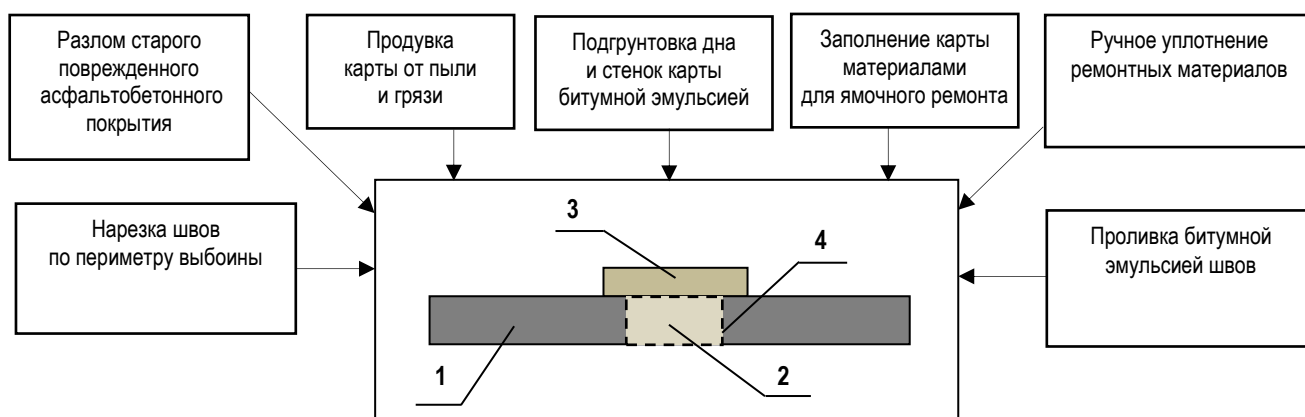 Разлом старого
поврежденного
асфальтобетонного
покрытия
Продувка
карты от пыли
и грязи
Подгрунтовка дна
и стенок карты
битумной эмульсией
Заполнение карты
материалами
для ямочного ремонта
Ручное уплотнение
ремонтных материалов
Нарезка швов
по периметру выбоины
Проливка битумной
эмульсией швов
3
4
1
2